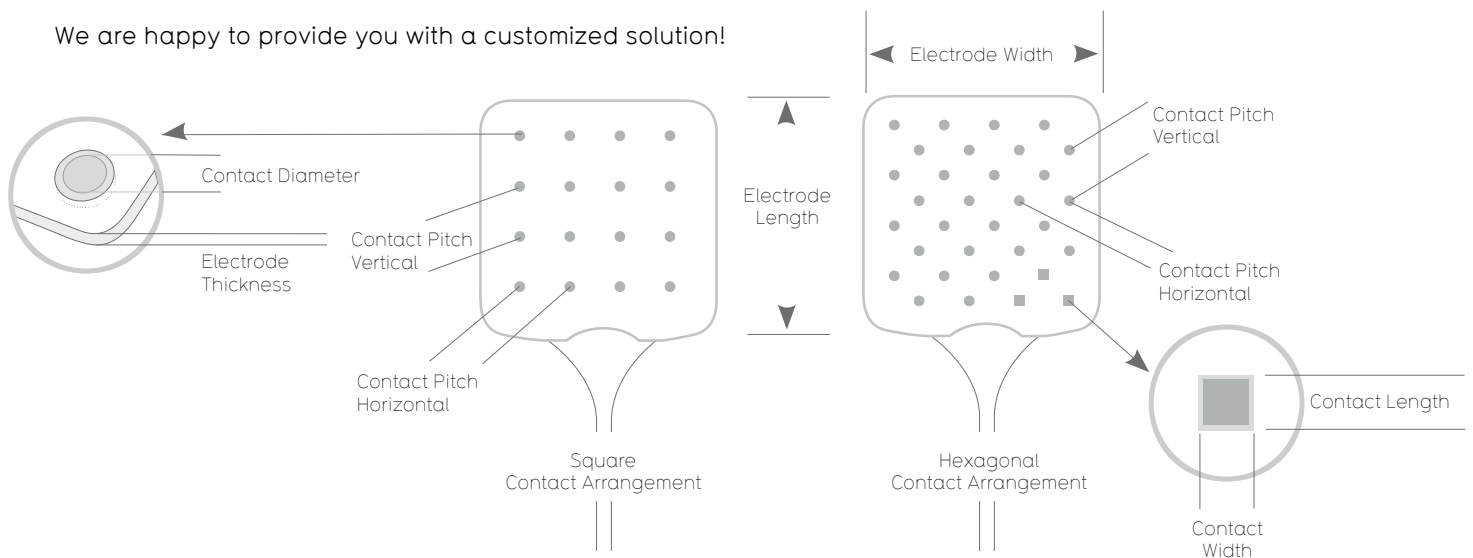 We are happy to provide you with a customized solution!
Electrode Width
Contact Pitch
Vertical
Contact Diameter
Electrode
Length
Contact Pitch
Vertical
Electrode
Thickness
Contact Pitch
Horizontal
Contact Pitch
Horizontal
Contact Length
Square
Contact Arrangement
Hexagonal
Contact Arrangement
Contact
Width